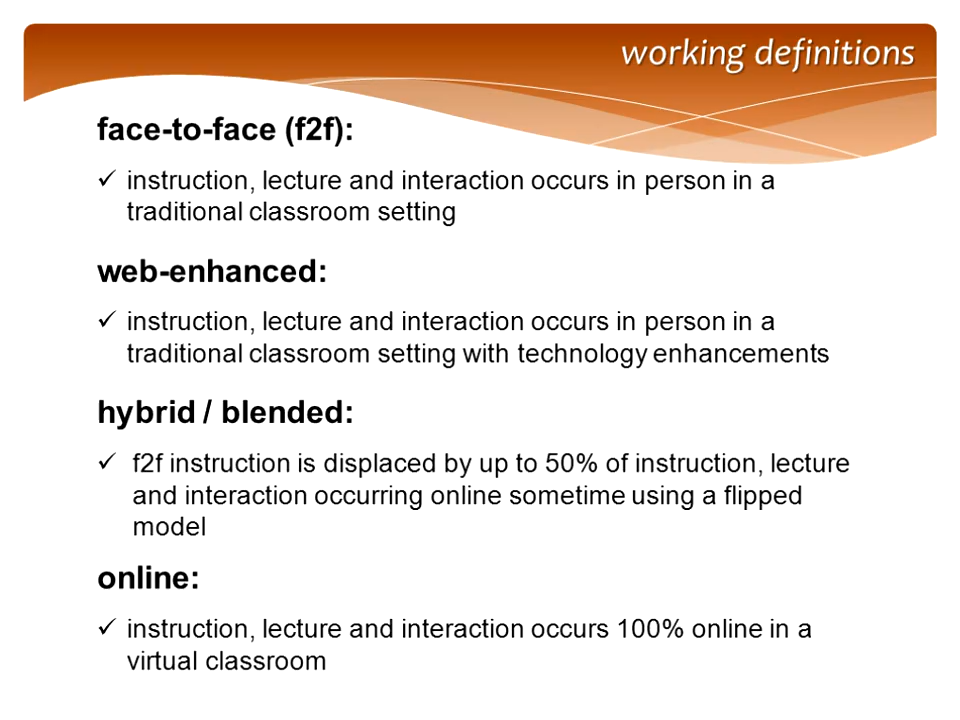 working definitions
face-to-face (f2f):
✓ instruction, lecture and interaction occurs in person in a
traditional classroom setting
web-enhanced:
✓ instruction, lecture and interaction occurs in person in a
traditional classroom setting with technology enhancements
hybrid / blended:
✓ f2f instruction is displaced by up to 50% of instruction, lecture
and interaction occurring online sometime using a flipped
model
online:
✓ instruction, lecture and interaction occurs 100% online in a
virtual classroom